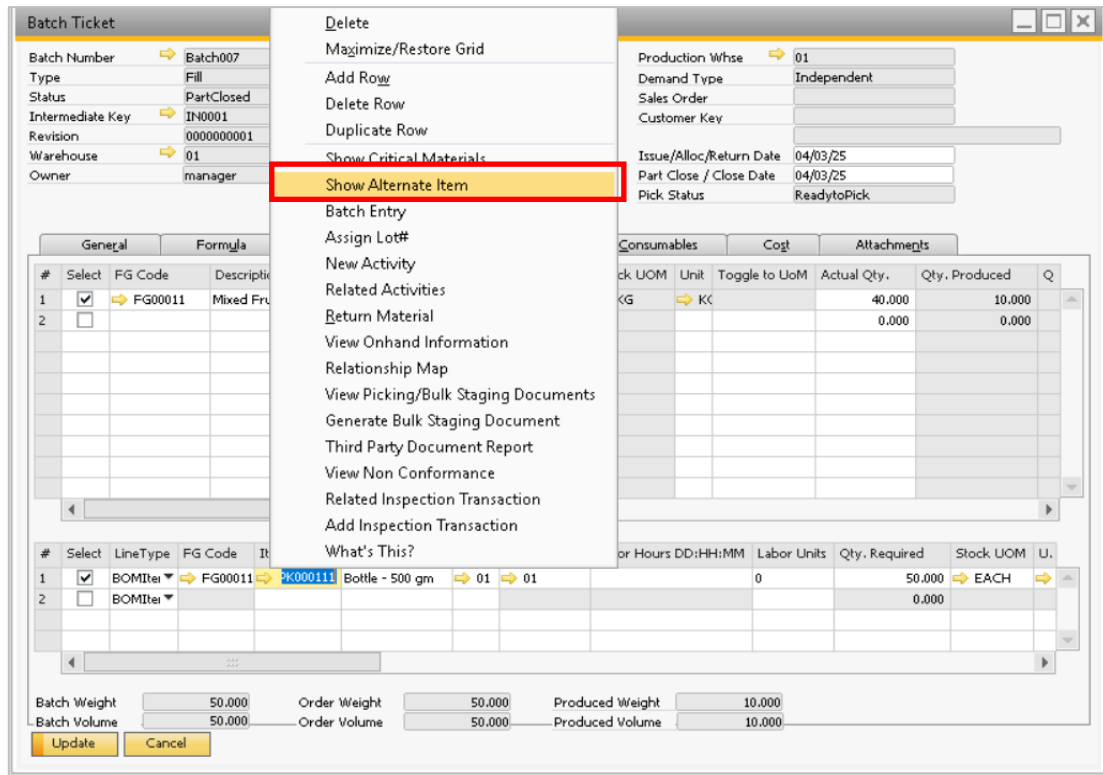 Batch Ticket
Batch Number Batch007
Type Fill
Status PartClosed
Intermediate Key IN0001
Revision 0000000001
Warehouse 01
Owner manager
Production Whse 01
Demand Type Independent
Sales Order
Customer Key
Issue/Alloc/Return Date 04/03/25
Part Close / Close Date 04/03/25
Pick Status ReadytoPick
Delete
Maximize/Restore Grid
Add Row
Delete Row
Duplicate Row
Show Critical Materials
Show Alternate Item
Batch Entry
Assign Lot#
New Activity
Related Activities
Return Material
View Onhand Information
Relationship Map
View Picking/Bulk Staging Documents
Generate Bulk Staging Document
Third Party Document Report
View Non Conformance
Related Inspection Transaction
Add Inspection Transaction
What's This?
General Formula Consumables Cost Attachments
# Select FG Code Descriptio ck UOM Unit Toggle to UoM Actual Qty. Qty. Produced Q
1 FG00011 Mixed Fru KG KG 40.000 10.000
2 0.000 0.000
# Select LineType FG Code It or Hours DD:HH:MM Labor Units Qty. Required Stock UOM U.
1 BOMIte FG00011 PK000111 Bottle - 500 gm 01 01 0 50.000 EACH
2 BOMIte 0.000
Batch Weight 50.000 Order Weight 50.000 Produced Weight 10.000
Batch Volume 50.000 Order Volume 50.000 Produced Volume 10.000
Update Cancel